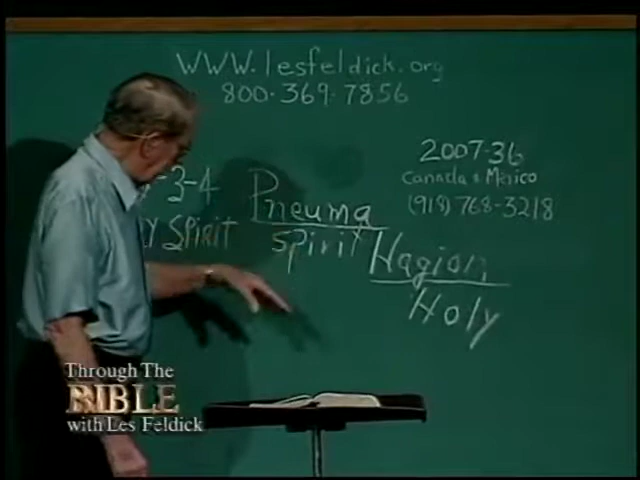 WWW.lesfeldick.org
800-369-7856
2007-36
Canada & Mexico
(918) 768-3218
-3-4
Pneuma
Y SPIRIT
Spirit
Hagion
Holy
Through The
BIBLE
with Les Feldick